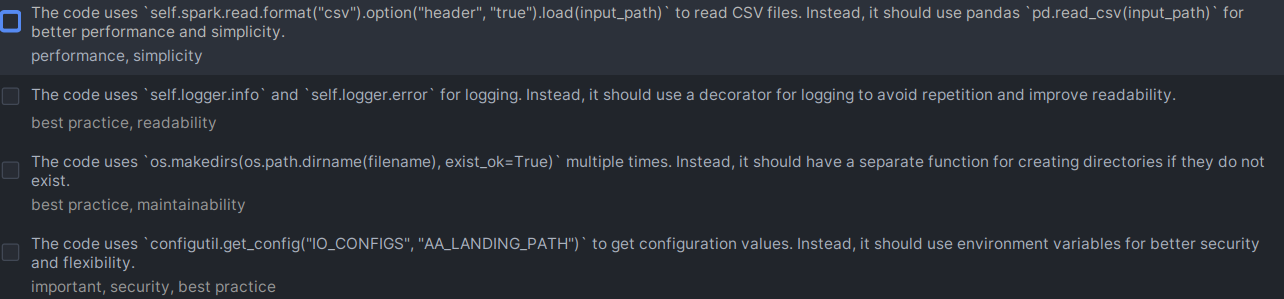 The code uses `self.spark.read.format("csv").option("header", "true").load(input_path)` to read CSV files. Instead, it should use pandas `pd.read_csv(input_path)` for
better performance and simplicity.
performance, simplicity
The code uses `self.logger.info` and `self.logger.error` for logging. Instead, it should use a decorator for logging to avoid repetition and improve readability.
best practice, readability
The code uses `os.makedirs(os.path.dirname(filename), exist_ok=True)` multiple times. Instead, it should have a separate function for creating directories if they do not
exist.
best practice, maintainability
The code uses `configutil.get_config("IO_CONFIGS", "AA_LANDING_PATH")` to get configuration values. Instead, it should use environment variables for better security
and flexibility.
important, security, best practice